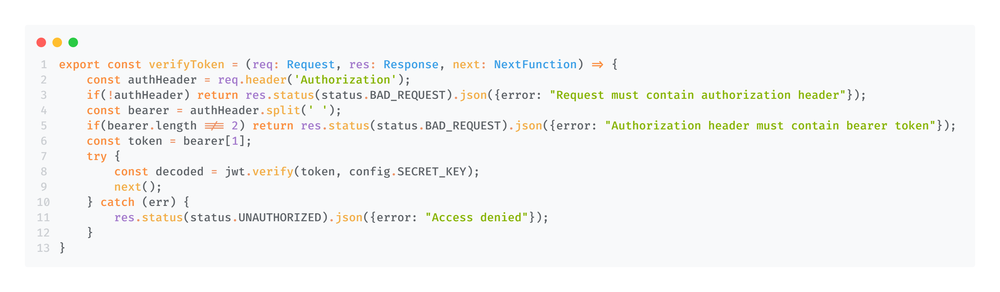 1 export const verifyToken = (req: Request, res: Response, next: NextFunction) => {
2     const authHeader = req.header('Authorization');
3     if(!authHeader) return res.status(status.BAD_REQUEST).json({error: "Request must contain authorization header"});
4     const bearer = authHeader.split(' ');
5     if(bearer.length !== 2) return res.status(status.BAD_REQUEST).json({error: "Authorization header must contain bearer token"});
6     const token = bearer[1];
7     try {
8         const decoded = jwt.verify(token, config.SECRET_KEY);
9         next();
10     } catch (err) {
11         res.status(status.UNAUTHORIZED).json({error: "Access denied"});
12     }
13 }